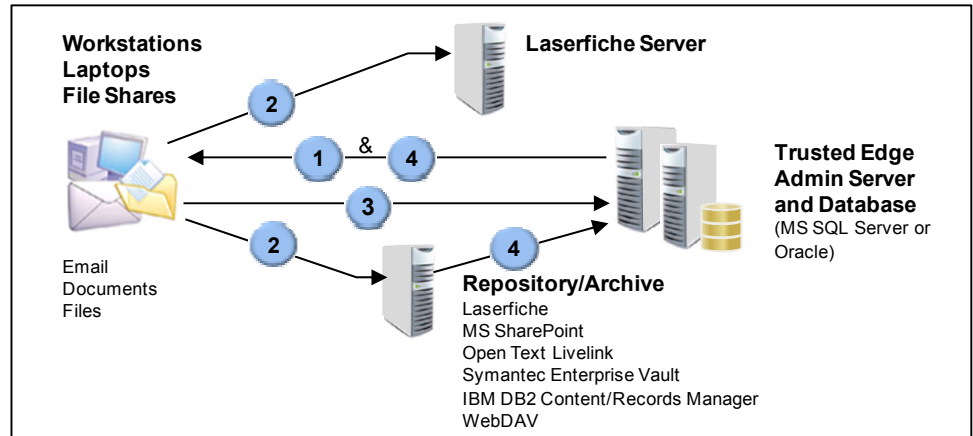 Workstations
Laptops
File Shares
Laserfiche Server
2
1 & 4
3
2
4
Trusted Edge
Admin Server
and Database
(MS SQL Server or
Oracle)
Email
Documents
Files
Repository/Archive
Laserfiche
MS SharePoint
Open Text Livelink
Symantec Enterprise Vault
IBM DB2 Content/Records Manager
WebDAV